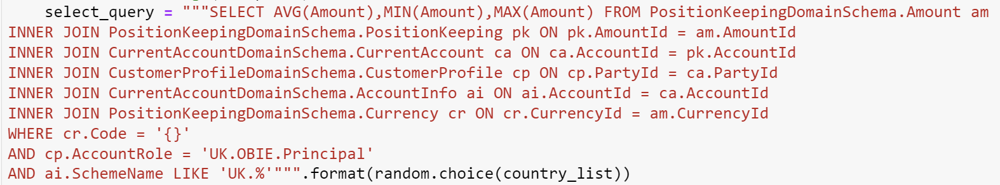 select_query = """SELECT AVG(Amount),MIN(Amount),MAX(Amount) FROM PositionKeepingDomainSchema.Amount am
INNER JOIN PositionKeepingDomainSchema.PositionKeeping pk ON pk.AmountId = am.AmountId
INNER JOIN CurrentAccountDomainSchema.CurrentAccount ca ON ca.AccountId = pk.AccountId
INNER JOIN CustomerProfileDomainSchema.CustomerProfile cp ON cp.PartyId = ca.PartyId
INNER JOIN CurrentAccountDomainSchema.AccountInfo ai ON ai.AccountId = ca.AccountId
INNER JOIN PositionKeepingDomainSchema.Currency cr ON cr.CurrencyId = am.CurrencyId
WHERE cr.Code = '{}'
AND cp.AccountRole = 'UK.OBIE.Principal'
AND ai.SchemeName LIKE 'UK.%'""".format(random.choice(country_list))